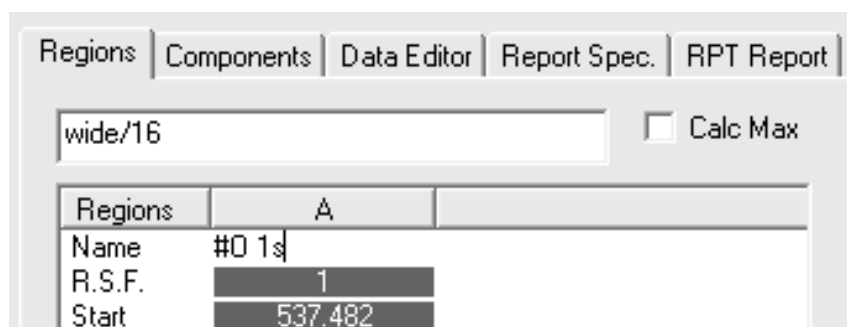 Regions Components Data Editor Report Spec. RPT Report
wide/16 Calc Max
Regions A
Name #O 1s
R.S.F. 1
Start 537.482